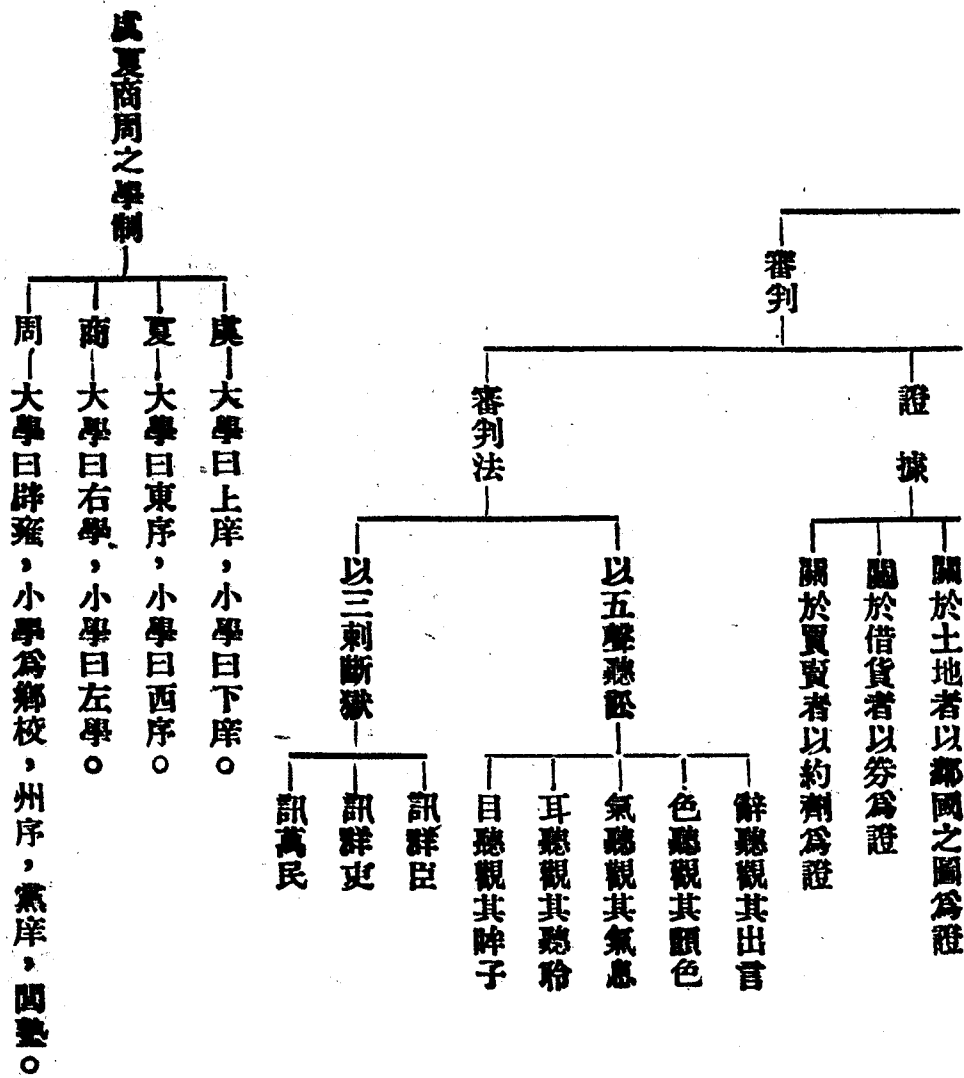 審判
證據
關於土地者以鄰國之圖為證
關於借貨者以券為證
關於買賣者以約劑為證
審判法
以五聲聽訟
辭聽觀其出言
色聽觀其顏色
氣聽觀其氣息
耳聽觀其聽聆
目聽觀其眸子
以三刺斷獄
訊群臣
訊群吏
訊萬民
虞夏商周之學制
虞 大學曰上庠，小學曰下庠。
夏 大學曰東序，小學曰西序。
商 大學曰右學，小學曰左學。
周 大學曰辟雍，小學爲鄉校，州序，黨庠，閭塾。